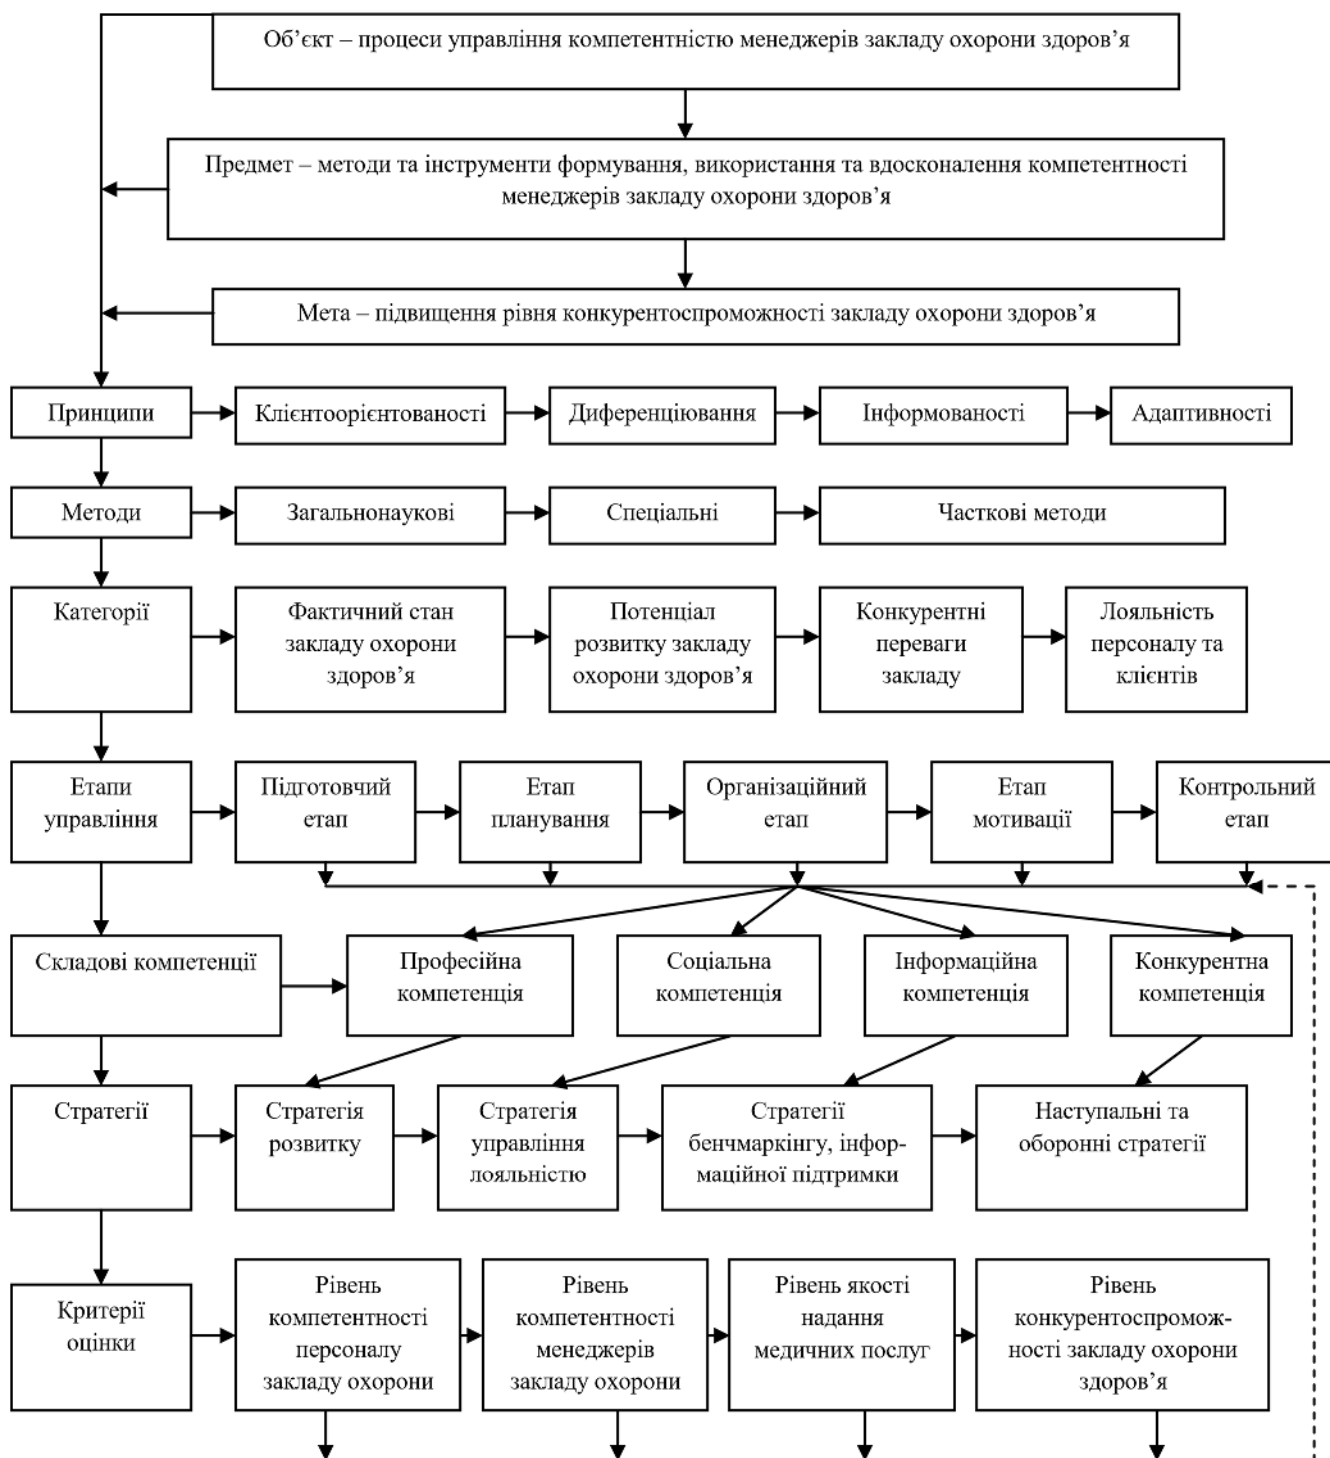 Об’єкт – процеси управління компетентністю менеджерів закладу охорони здоров’я
Предмет – методи та інструменти формування, використання та вдосконалення компетентності
менеджерів закладу охорони здоров’я
Мета – підвищення рівня конкурентоспроможності закладу охорони здоров’я
Принципи
Клієнтоорієнтованості
Диференціювання
Інформованості
Адаптивності
Методи
Загальнонаукові
Спеціальні
Часткові методи
Категорії
Фактичний стан
закладу охорони
здоров’я
Потенціал
розвитку закладу
охорони здоров’я
Конкурентні
переваги
закладу
Лояльність
персоналу та
клієнтів
Етапи
управління
Підготовчий
етап
Етап
планування
Організаційний
етап
Етап
мотивації
Контрольний
етап
Складові компетенції
Професійна
компетенція
Соціальна
компетенція
Інформаційна
компетенція
Конкурентна
компетенція
Стратегії
Стратегія
розвитку
Стратегія
управління
лояльністю
Стратегії
бенчмаркінгу, інфор-
маційної підтримки
Наступальні та
оборонні стратегії
Критерії
оцінки
Рівень
компетентності
персоналу
закладу охорони
Рівень
компетентності
менеджерів
закладу охорони
Рівень якості
надання
медичних послуг
Рівень
конкурентоспромож-
ності закладу охорони
здоров’я